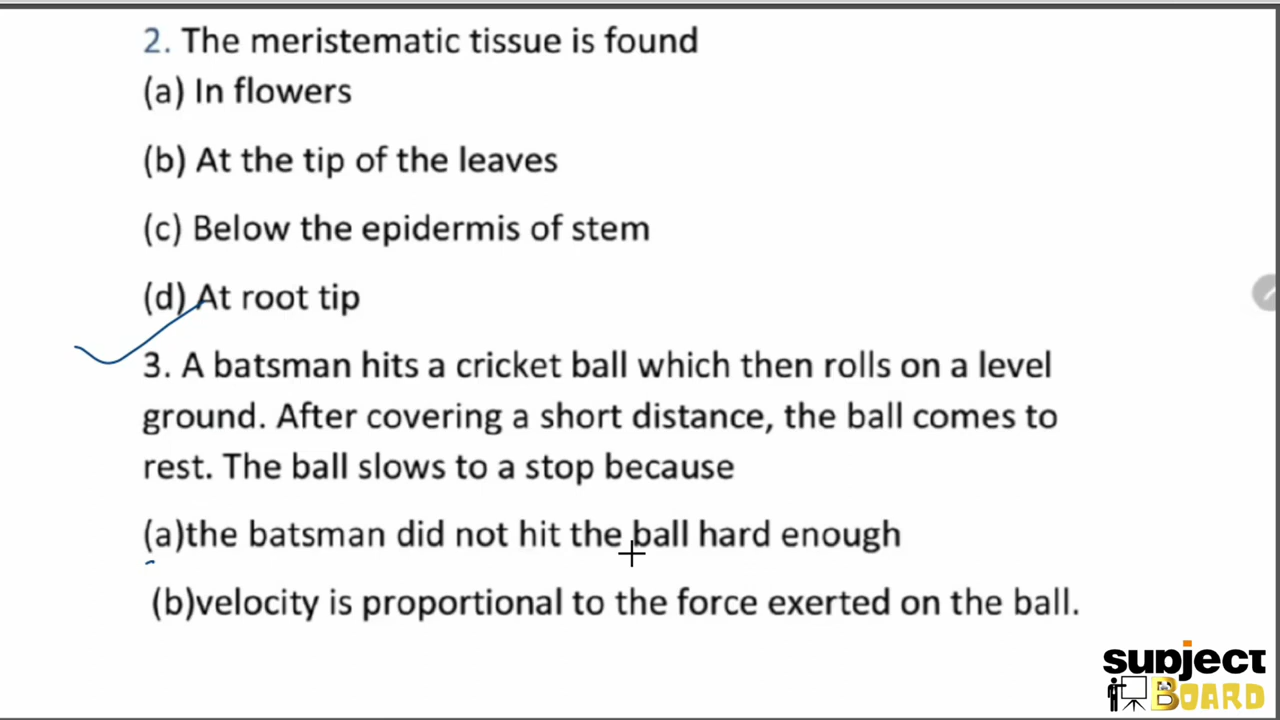 2. The meristematic tissue is found
(a) In flowers
(b) At the tip of the leaves
(c) Below the epidermis of stem
(d) At root tip
3. A batsman hits a cricket ball which then rolls on a level
ground. After covering a short distance, the ball comes to
rest. The ball slows to a stop because
(a)the batsman did not hit the ball hard enough
(b)velocity is proportional to the force exerted on the ball.
subject
BOARD